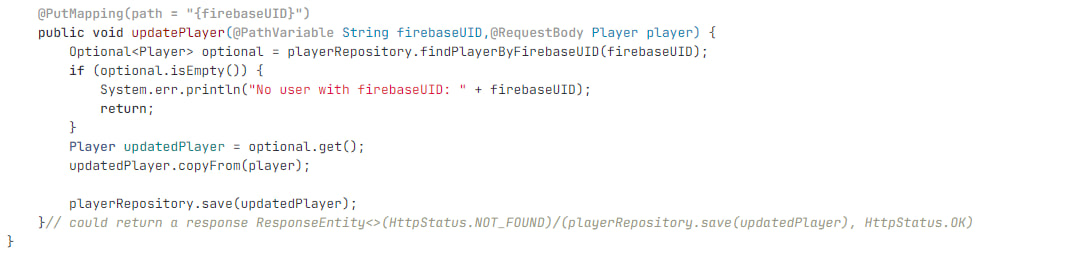 @PutMapping(path = "{firebaseUID}")
public void updatePlayer(@PathVariable String firebaseUID,@RequestBody Player player) {
Optional<Player> optional = playerRepository.findPlayerByFirebaseUID(firebaseUID);
if (optional.isEmpty()) {
System.err.println("No user with firebaseUID: " + firebaseUID);
return;
}
Player updatedPlayer = optional.get();
updatedPlayer.copyFrom(player);
playerRepository.save(updatedPlayer);
}// could return a response ResponseEntity<>(HttpStatus.NOT_FOUND)/(playerRepository.save(updatedPlayer), HttpStatus.OK)
}